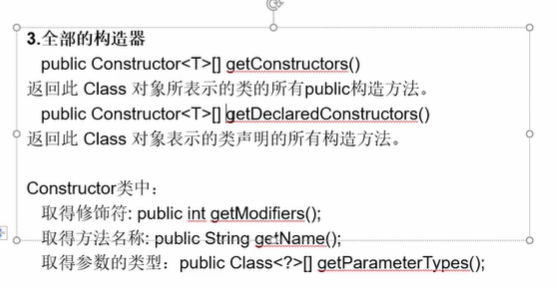 3.全部的构造器
public Constructor<T>[] getConstructors()
返回此 Class 对象所表示的类的所有public构造方法。
public Constructor<T>[] getDeclaredConstructors()
返回此 Class 对象表示的类声明的所有构造方法。
Constructor类中：
取得修饰符: public int getModifiers();
取得方法名称: public String getName();
取得参数的类型：public Class<?>[] getParameterTypes();